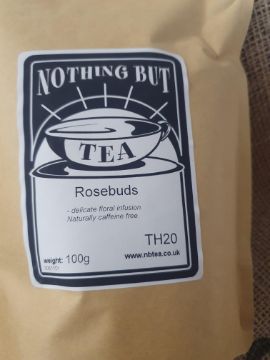 NOTHING BUT
TEA
Rosebuds
- delicate floral infusion
Naturally caffeine free
TH20
weight: 100g
www.nbtea.co.uk